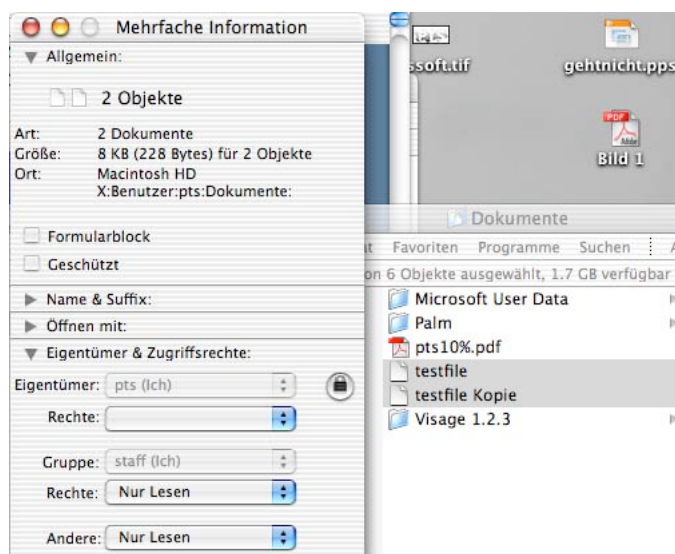 Mehrfache Information
Allgemein:
2 Objekte
Art: 2 Dokumente
Größe: 8 KB (228 Bytes) für 2 Objekte
Ort: Macintosh HD
X:Benutzer:pts:Dokumente:
Formularblock
Geschützt
Name & Suffix:
Öffnen mit:
Eigentümer & Zugriffsrechte:
Eigentümer: pts (Ich)
Rechte:
Gruppe: staff (Ich)
Rechte: Nur Lesen
Andere: Nur Lesen
ssoft.tif
gehtnicht.pps
PDF
Adobe
Bild 1
Dokumente
Favoriten Programme Suchen
on 6 Objekte ausgewählt, 1.7 GB verfügbar
Microsoft User Data
Palm
pts10%.pdf
testfile
testfile Kopie
Visage 1.2.3